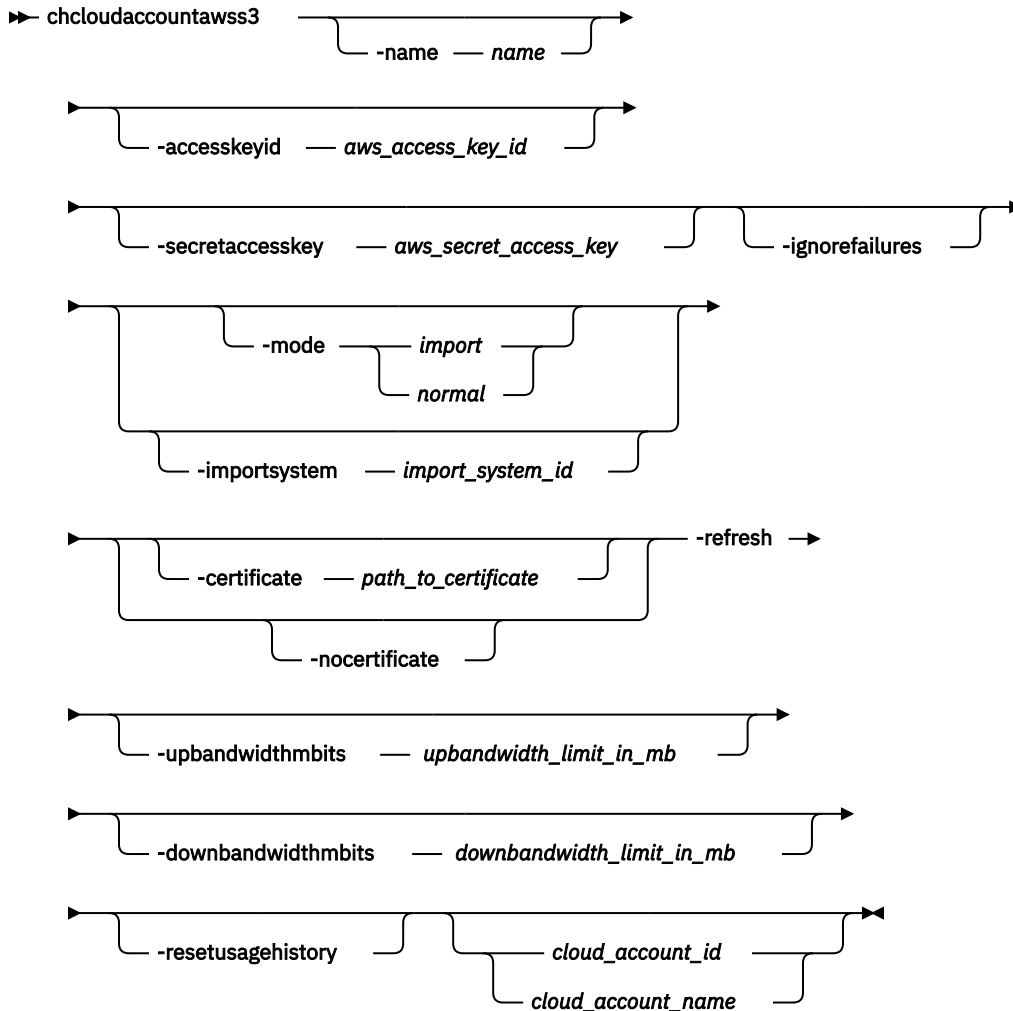 chcloudaccountawss3
-name name
-accesskeyid aws_access_key_id
-secretaccesskey aws_secret_access_key -ignorefailures
-mode import
normal
-importsystem import_system_id
-refresh
-certificate path_to_certificate
-nocertificate
-upbandwidthmbits upbandwidth_limit_in_mb
-downbandwidthmbits downbandwidth_limit_in_mb
-resetusagehistory cloud_account_id
cloud_account_name